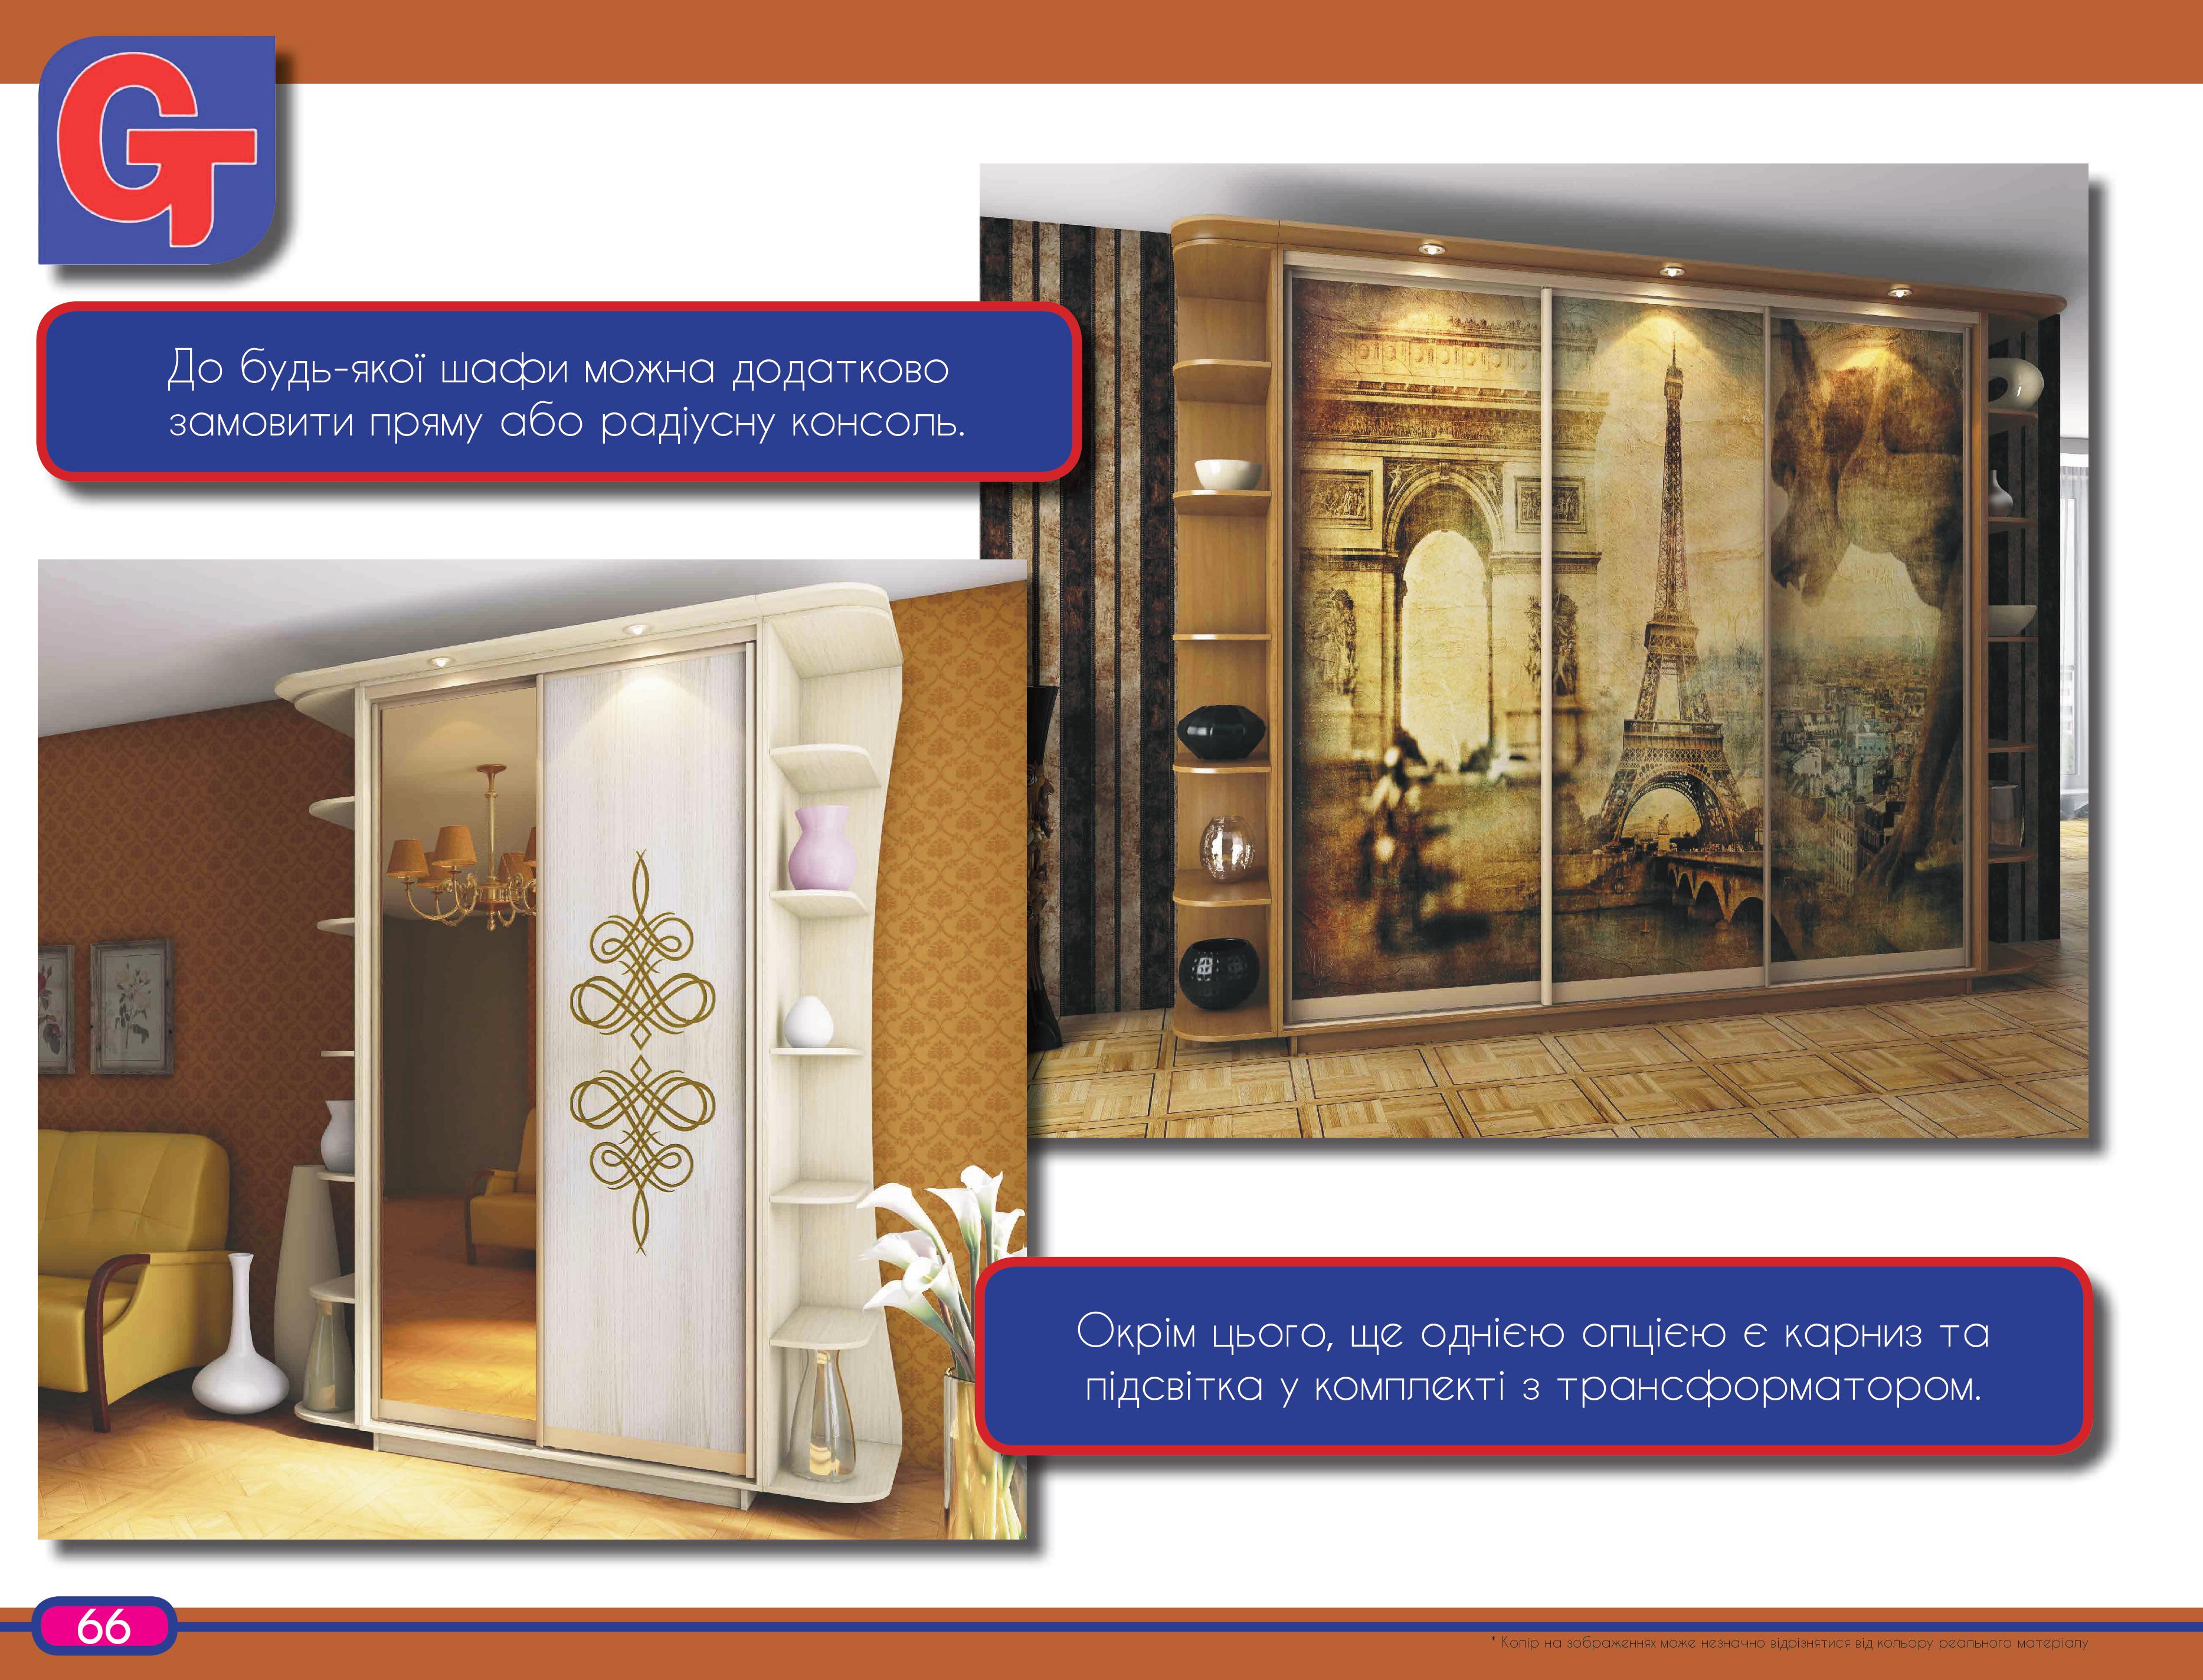 GT
До будь-якої шафи можна додатково
замовити пряму або радіусну консоль.
Окрім цього, ще однією опцією є карниз та
підсвітка у комплекті з трансформатором.
66
* Колір на зображеннях може незначно відрізнятися від кольору реального матеріалу